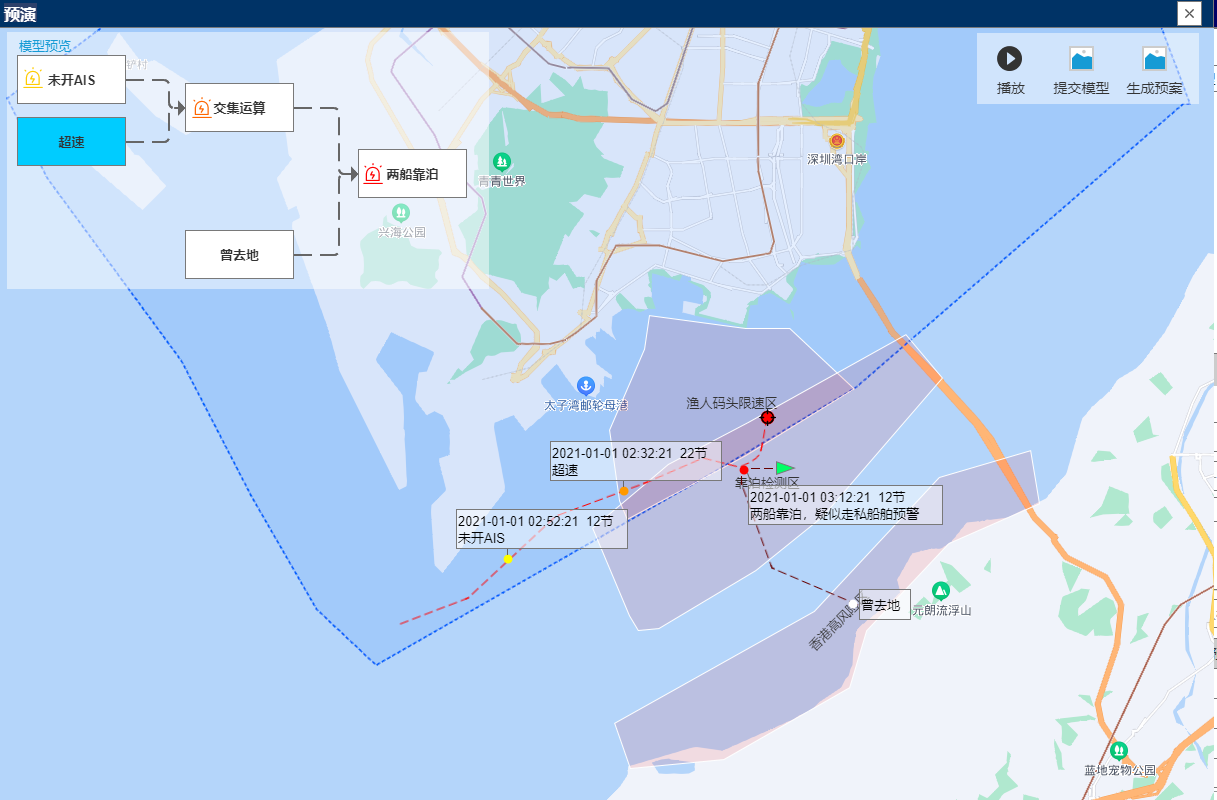 预演
模型预览
铲村
未开AIS
超速
交集运算
曾去地
两船靠泊
播放
提交模型
生成预案
青青世界
兴海公园
深圳湾口岸
太子湾邮轮母港
渔人码头限速区
2021-01-01 02:32:21 22节
超速
靠泊检测区
2021-01-01 03:12:21 12节
两船靠泊，疑似走私船舶预警
2021-01-01 02:52:21 12节
未开AIS
曾去地
香港高风险区
元朗流浮山
蓝地宠物公园